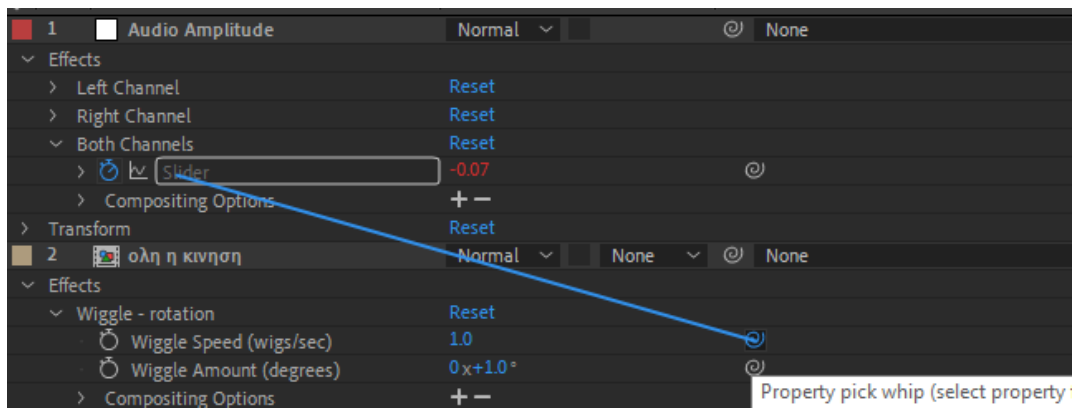 1 Audio Amplitude Normal None
Effects
Left Channel Reset
Right Channel Reset
Both Channels Reset
Slider -0.07
Compositing Options + -
Transform Reset
2 ολη η κινηση Normal None None
Effects
Wiggle - rotation Reset
Wiggle Speed (wigs/sec) 1.0
Wiggle Amount (degrees) 0x+1.0°
Compositing Options + -
Property pick whip (select property